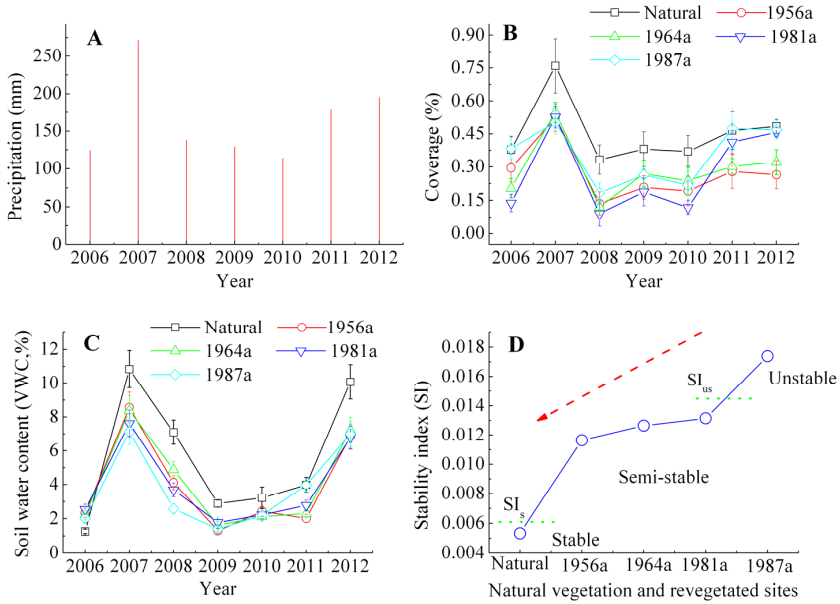 A
Precipitation (mm)
250
200
150
100
50
0
2006 2007 2008 2009 2010 2011 2012
Year
B
Natural 1956a
1964a 1981a
1987a
Coverage (%)
0.90
0.75
0.60
0.45
0.30
0.15
0.00
2006 2007 2008 2009 2010 2011 2012
Year
C
Natural 1956a
1964a 1981a
1987a
Soil water content (VWC,%)
12
10
8
6
4
2
0
2006 2007 2008 2009 2010 2011 2012
Year
D
Stability index (SI)
0.018
0.016
0.014
0.012
0.010
0.008
0.006
0.004
SIus
Unstable
Semi-stable
SIs
Stable
Natural 1956a 1964a 1981a 1987a
Natural vegetation and revegetated sites